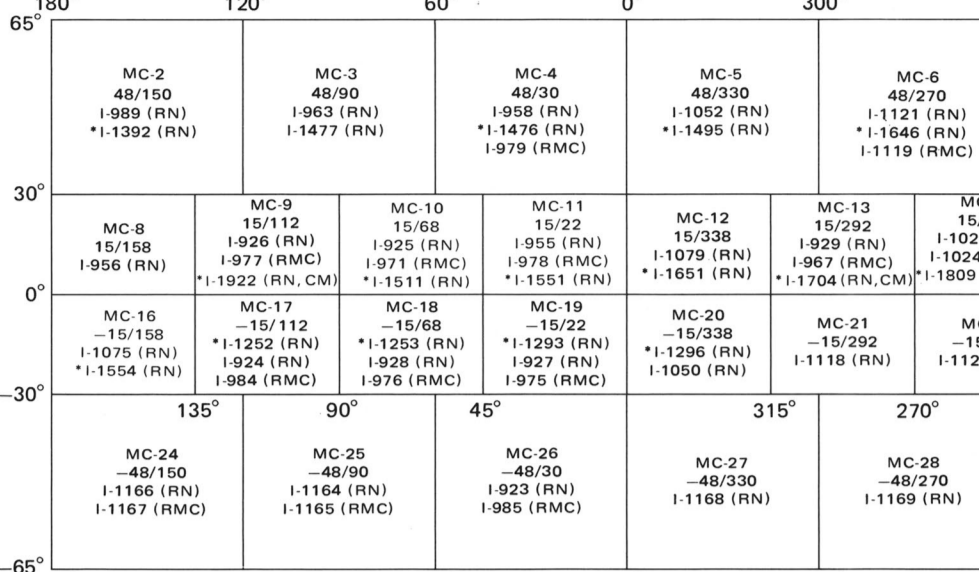 180 120 60 0 300
65°
MC-2
48/150
I-989 (RN)
*I-1392 (RN)
MC-3
48/90
I-963 (RN)
I-1477 (RN)
MC-4
48/30
I-958 (RN)
*I-1476 (RN)
I-979 (RMC)
MC-5
48/330
I-1052 (RN)
*I-1495 (RN)
MC-6
48/270
I-1121 (RN)
*I-1646 (RN)
I-1119 (RMC)
30°
MC-8
15/158
I-956 (RN)
MC-9
15/112
I-926 (RN)
I-977 (RMC)
*I-1922 (RN, CM)
MC-10
15/68
I-925 (RN)
I-971 (RMC)
*I-1511 (RN)
MC-11
15/22
I-955 (RN)
I-978 (RMC)
*I-1551 (RN)
MC-12
15/338
I-1079 (RN)
*I-1651 (RN)
MC-13
15/292
I-929 (RN)
I-967 (RMC)
*I-1704 (RN,CM)
15/
I-102
I-1024
*I-1809
0°
MC-16
−15/158
I-1075 (RN)
*I-1554 (RN)
MC-17
−15/112
*I-1252 (RN)
I-924 (RN)
I-984 (RMC)
MC-18
−15/68
*I-1253 (RN)
I-928 (RN)
I-976 (RMC)
MC-19
−15/22
*I-1293 (RN)
I-927 (RN)
I-975 (RMC)
MC-20
−15/338
*I-1296 (RN)
I-1050 (RN)
MC-21
−15/292
I-1118 (RN)
−15
I-112
−30°
135° 90° 45° 315° 270°
MC-24
−48/150
I-1166 (RN)
I-1167 (RMC)
MC-25
−48/90
I-1164 (RN)
I-1165 (RMC)
MC-26
−48/30
I-923 (RN)
I-985 (RMC)
MC-27
−48/330
I-1168 (RN)
MC-28
−48/270
I-1169 (RN)
−65°